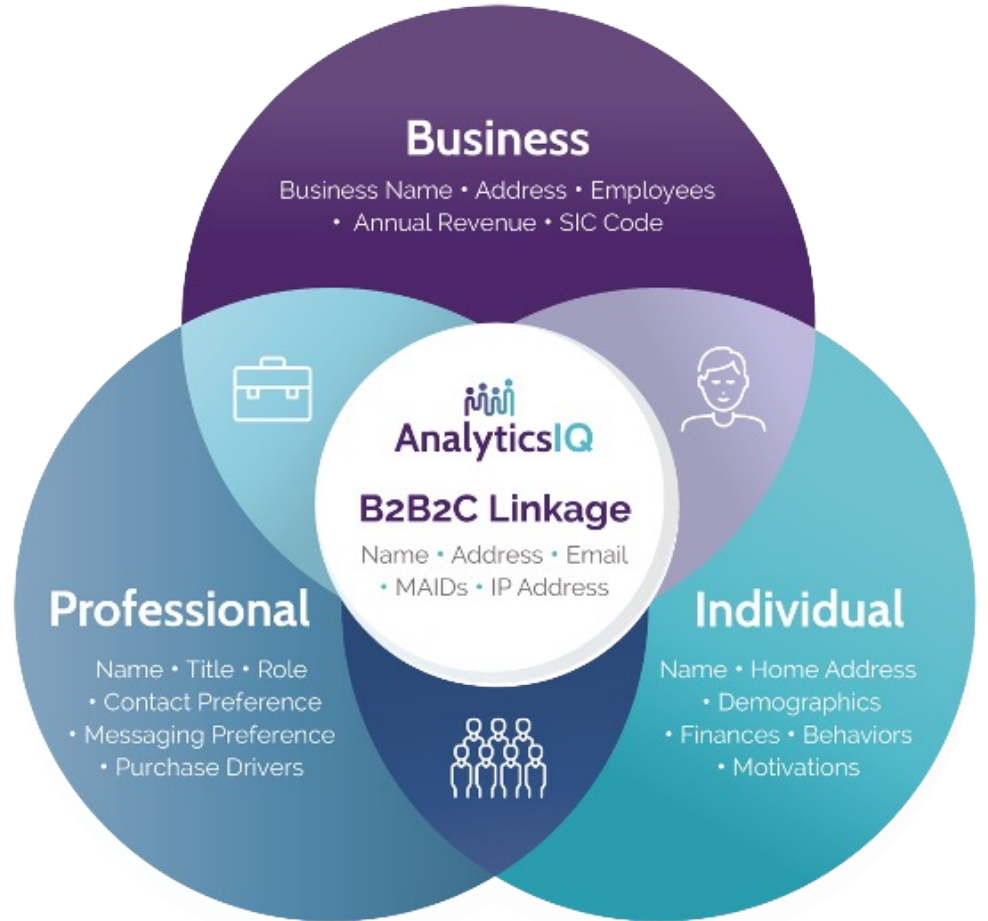 Business
Business Name • Address • Employees
• Annual Revenue • SIC Code
AnalyticsIQ
B2B2C Linkage
Name • Address • Email
• MAIDs • IP Address
Professional
Name • Title • Role
• Contact Preference
• Messaging Preference
• Purchase Drivers
Individual
Name • Home Address
• Demographics
• Finances • Behaviors
• Motivations